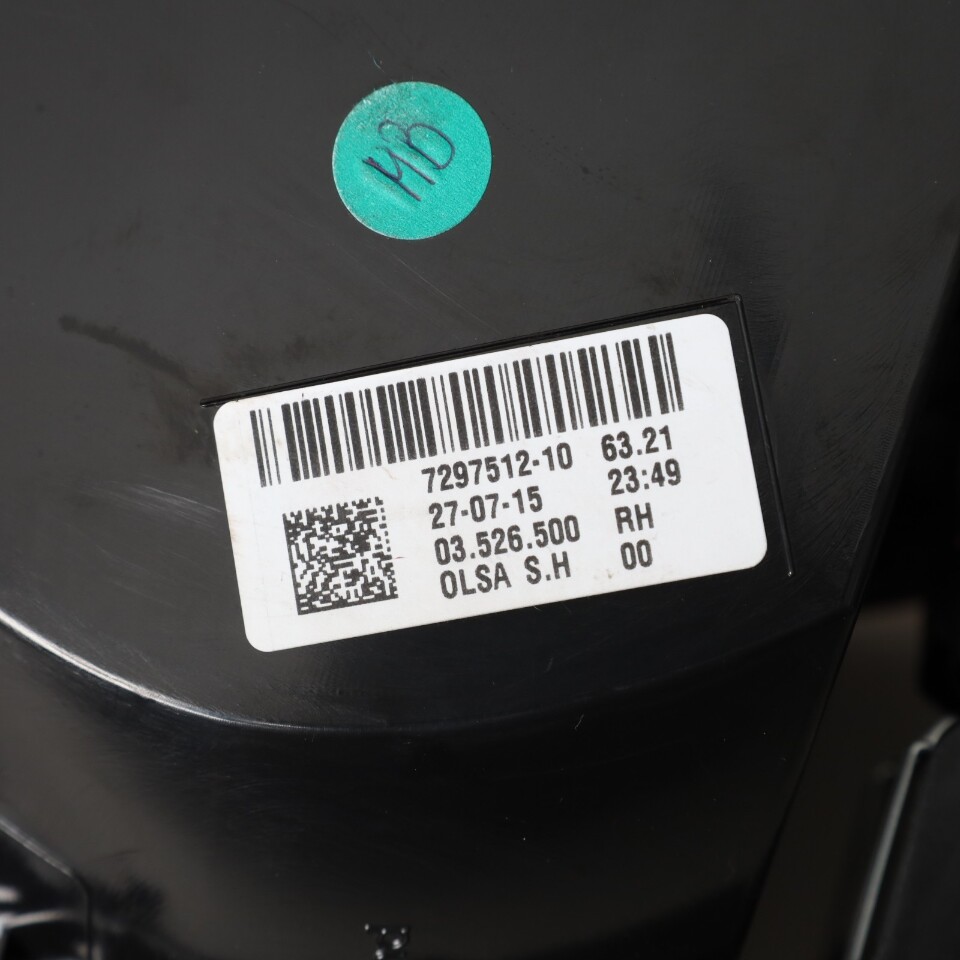 MB
7297512-10 63.21
27-07-15 23:49
03.526.500 RH
OLSA S.H 00